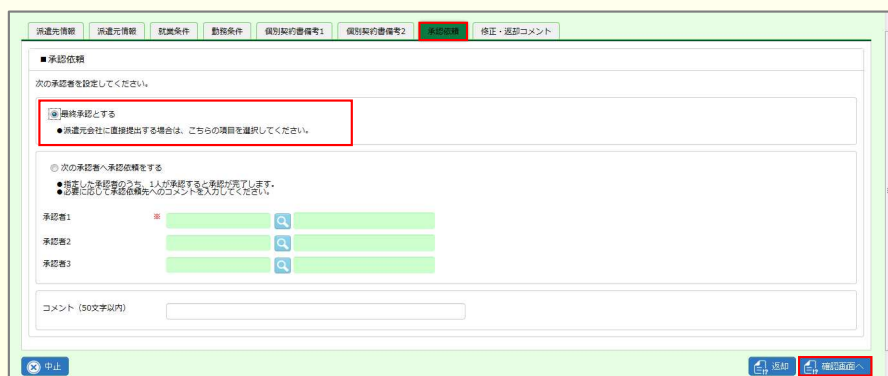 派遣先情報 派遣元情報 就業条件 勤務条件 個別契約書備考1 個別契約書備考2 承認依頼 修正・返却コメント
■承認依頼
次の承認者を設定してください。
最終承認とする
●派遣元会社に直接提出する場合は、こちらの項目を選択してください。
次の承認者へ承認依頼をする
●指定した承認者のうち、1人が承認すると承認が完了します。
●必要に応じて承認依頼先へのコメントを入力してください。
承認者1 ※
承認者2
承認者3
コメント（50文字以内）
中止 返却 確認画面へ